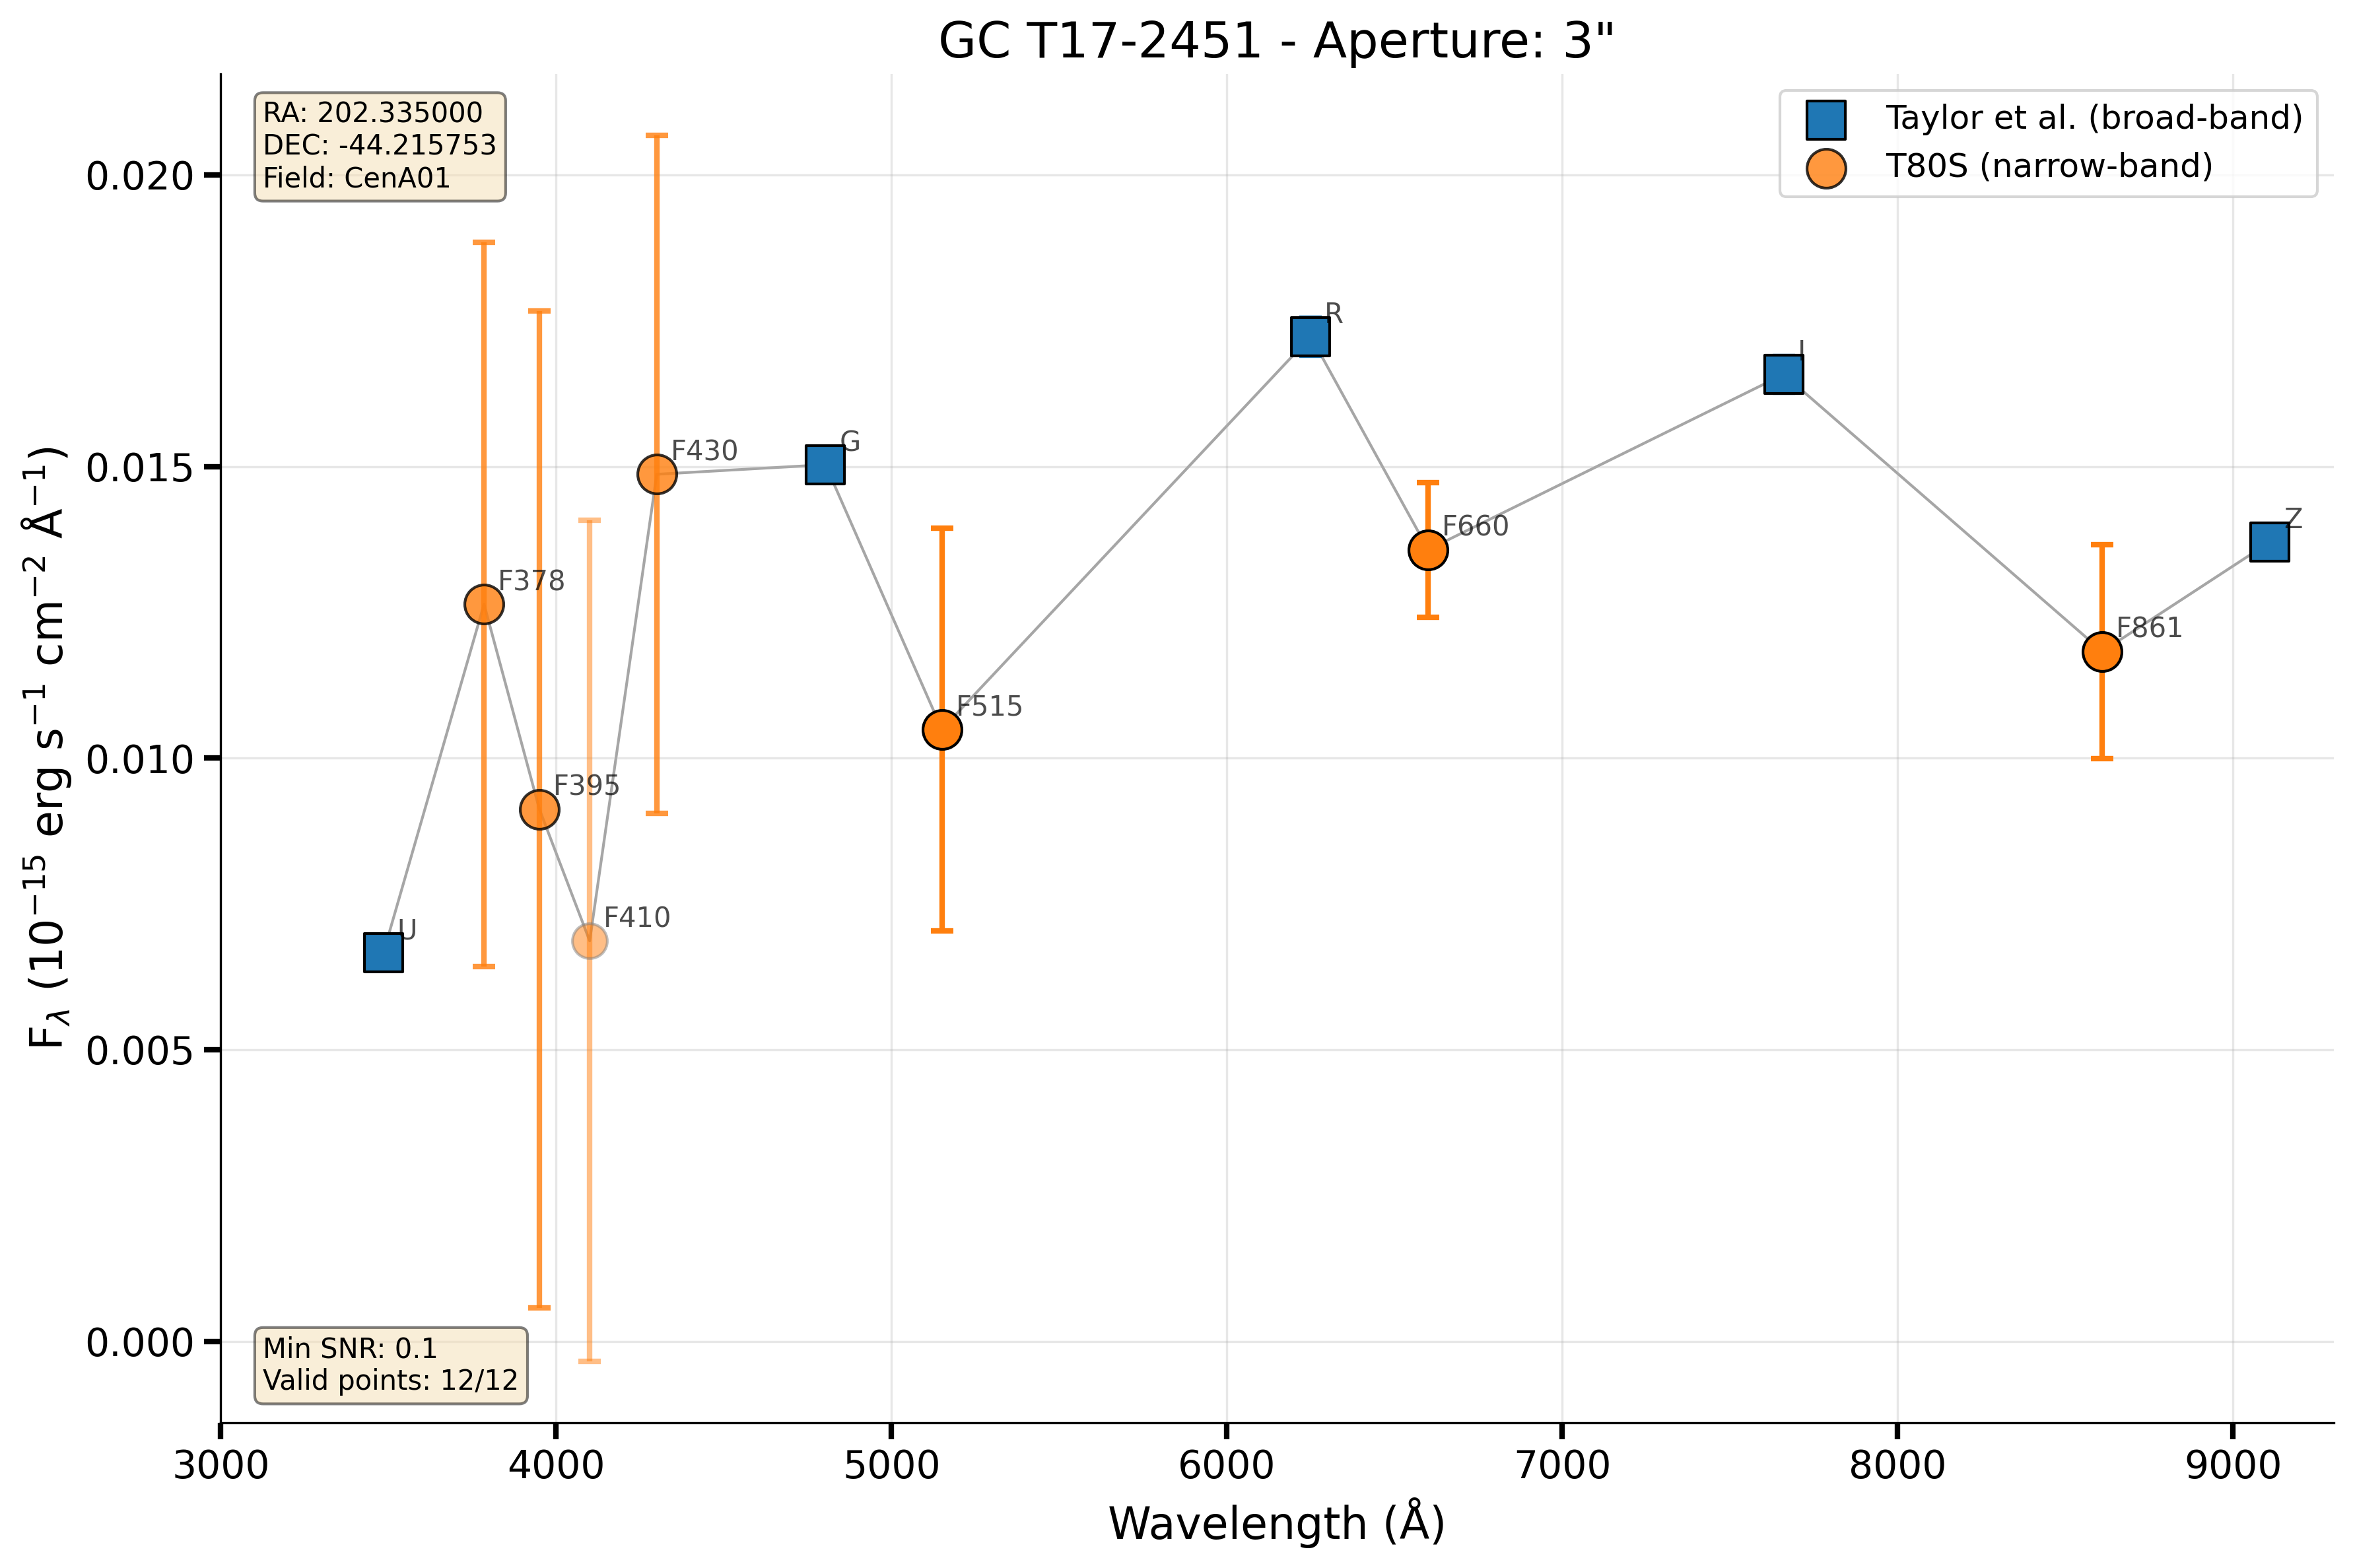 GC T17-2451 - Aperture: 3"
RA: 202.335000
DEC: -44.215753
Field: CenA01
Taylor et al. (broad-band)
T80S (narrow-band)
F_λ (10⁻¹⁵ erg s⁻¹ cm⁻² Å⁻¹)
0.020
0.015
0.010
0.005
0.000
U
F378
F395
F410
F430
G
F515
R
F660
I
F861
Z
Min SNR: 0.1
Valid points: 12/12
3000 4000 5000 6000 7000 8000 9000
Wavelength (Å)